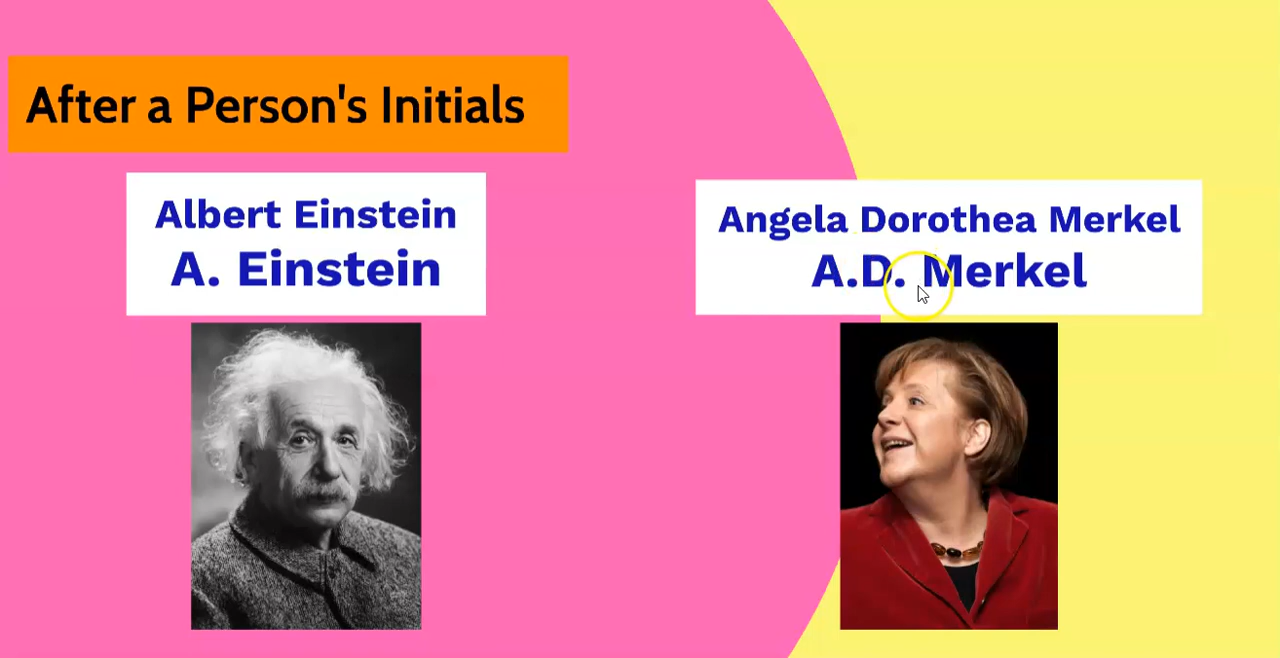 After a Person's Initials
Albert Einstein
A. Einstein
Angela Dorothea Merkel
A.D. Merkel